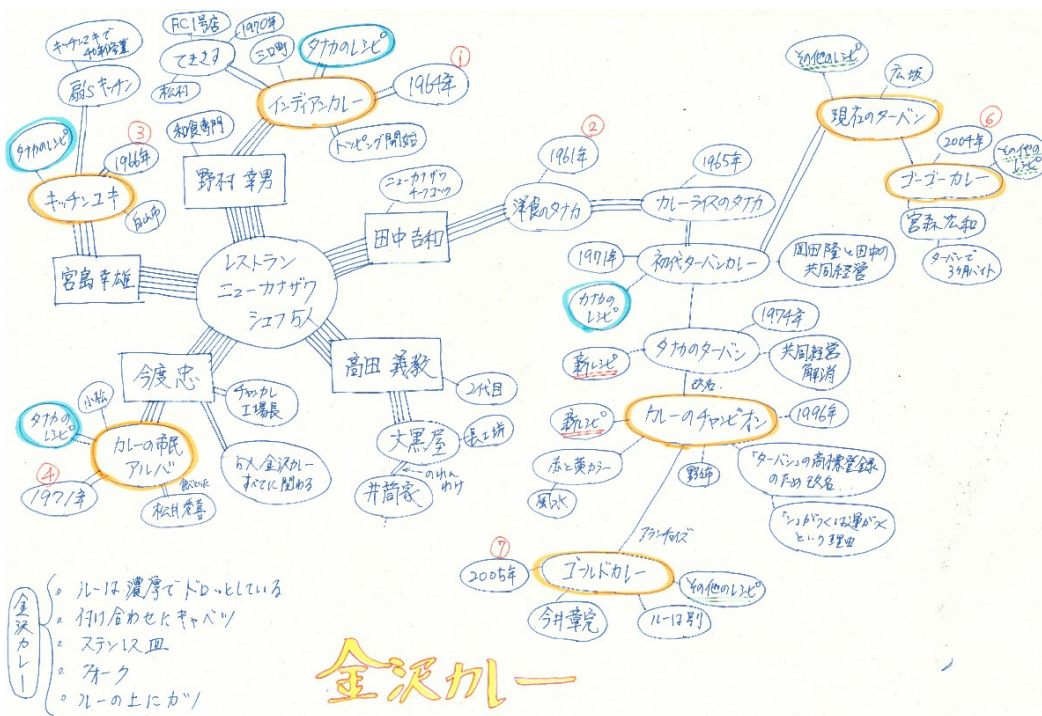 キッチンユキで
扇'Sキッチン
タナカのレシピ
③
1966年
キッチンユキ
白山市
宮島 幸雄
FC1号店
1970年
てきさす
松村
三口町
タナカのレシピ
①
1964年
インディアンカレー
トッピング開始
和食専門
野村 幸男
ニューカナザワ
チーフコック
田中 吉和
②
1961年
洋食のタナカ
1965年
カレーライスのタナカ
1971年
初代ターバンカレー
タナカの
レシピ
岡田 隆と田中の
共同経営
その他のレシピ
広坂
現在のターバン
⑥
2004年
その他の
レシピ
ゴーゴーカレー
宮森 宏和
ターバンで
3ヶ月バイト
レストラン
ニューカナザワ
シェフ5人
今度 忠
チャンカレ
工場長
5人/金沢カレー
すべてに関わる
タナカの
レシピ
小松
カレーの市民
アルバ
④
1971年
食べていた
松井 秀喜
高田 義教
2代目
大黒屋
長土塀
このれん
わけ
井筒家
1974年
タナカのターバン
新レシピ
共同経営
解消
改名
カレーのチャンピオン
1996年
新レシピ
赤と黄カラー
風水
野々市
「ターバン」の商標登録
のため改名
「ン」がつくは運が×
という理由
フランチャイズ
⑦
2005年
ゴールドカレー
その他のレシピ
今井 章完
ルーは別
金沢カレー
。ルーは濃厚でドロッとしている
。付け合わせにキャベツ
。ステンレス皿
。フォーク
。ルーの上にカツ
金沢カレー